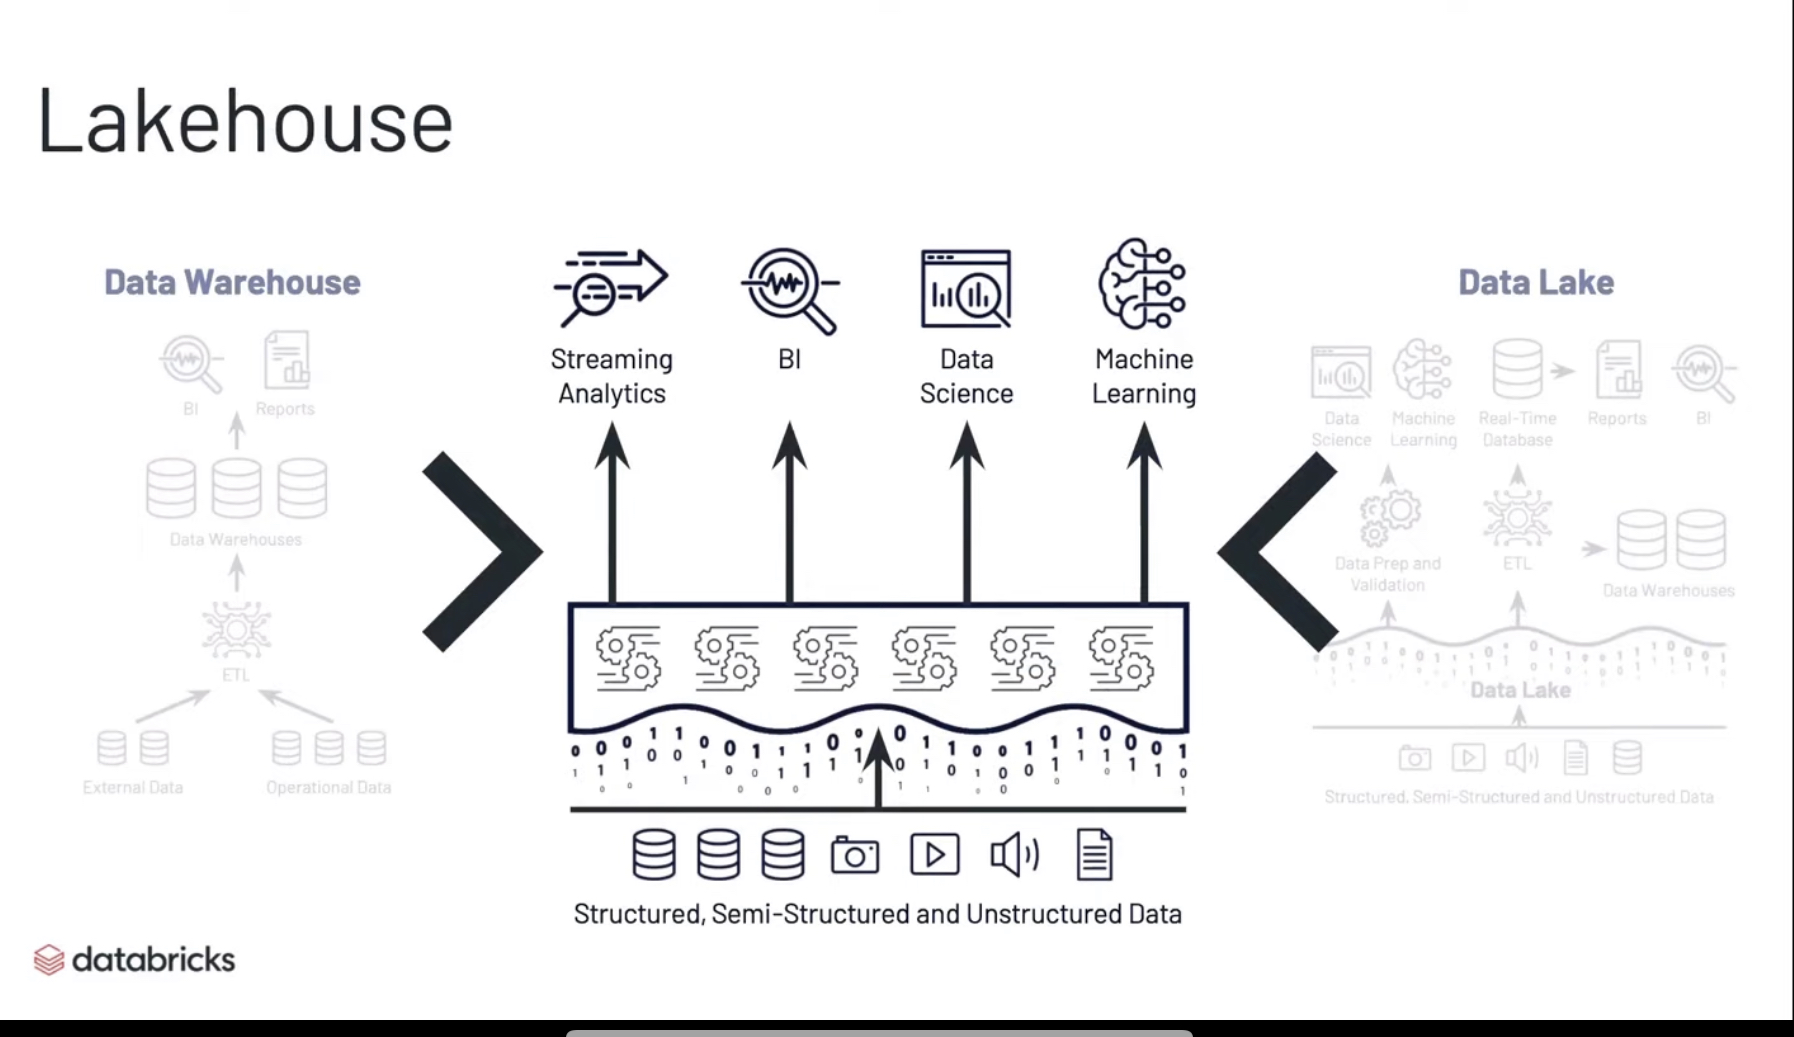 Lakehouse
Data Warehouse
BI
Reports
Data Warehouses
ETL
External Data
Operational Data
Streaming
Analytics
BI
Data
Science
Machine
Learning
Structured, Semi-Structured and Unstructured Data
Data Lake
Data
Science
Machine
Learning
Real-Time
Database
Reports
BI
Data Prep and
Validation
ETL
Data Warehouses
Data Lake
Structured, Semi-Structured and Unstructured Data
databricks